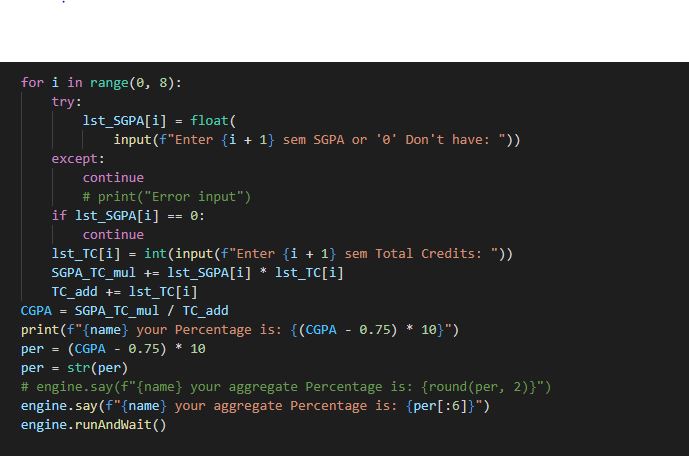 for i in range(0, 8):
    try:
        lst_SGPA[i] = float(
            input(f"Enter {i + 1} sem SGPA or '0' Don't have: "))
    except:
        continue
        # print("Error input")
    if lst_SGPA[i] == 0:
        continue
    lst_TC[i] = int(input(f"Enter {i + 1} sem Total Credits: "))
    SGPA_TC_mul += lst_SGPA[i] * lst_TC[i]
    TC_add += lst_TC[i]
CGPA = SGPA_TC_mul / TC_add
print(f"{name} your Percentage is: {(CGPA - 0.75) * 10}")
per = (CGPA - 0.75) * 10
per = str(per)
# engine.say(f"{name} your aggregate Percentage is: {round(per, 2)}")
engine.say(f"{name} your aggregate Percentage is: {per[:6]}")
engine.runAndWait()